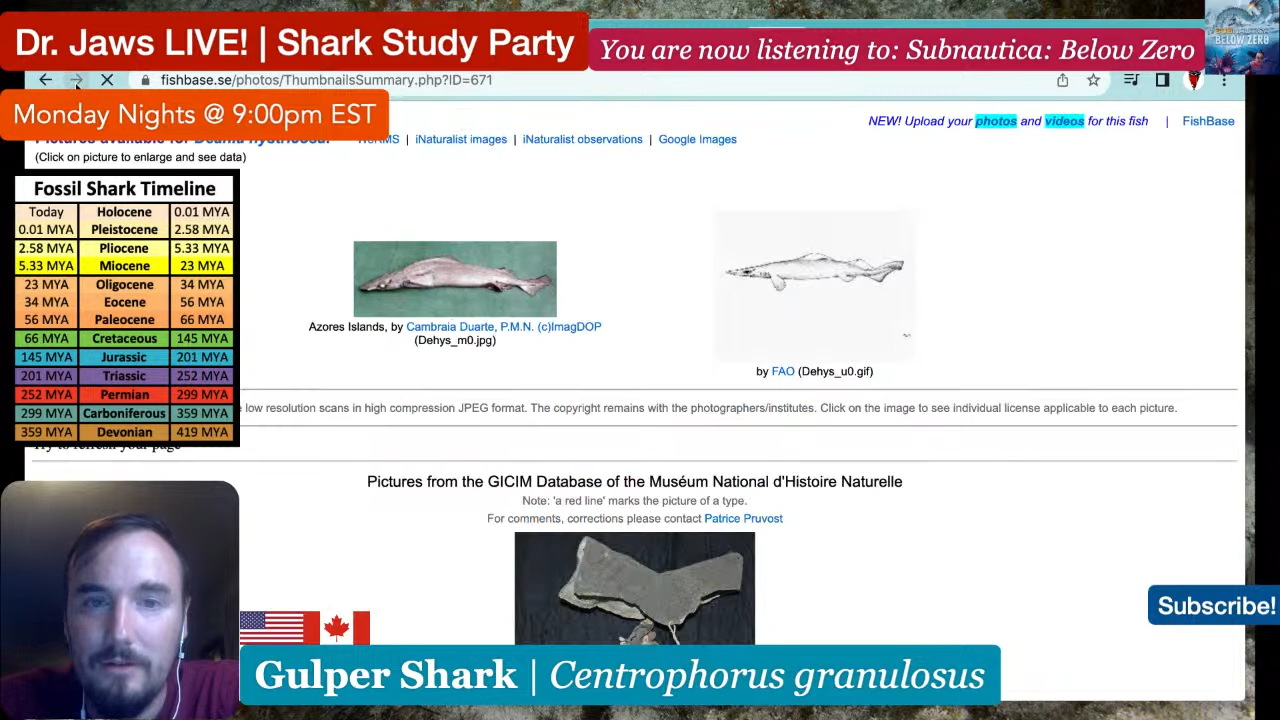 Dr. Jaws LIVE! | Shark Study Party
You are now listening to: Subnautica: Below Zero
BELOW ZERO
fishbase.se/photos/ThumbnailsSummary.php?ID=671
Monday Nights @ 9:00pm EST
NEW! Upload your photos and videos for this fish | FishBase
iNaturalist images | iNaturalist observations | Google Images
(Click on picture to enlarge and see data)
Fossil Shark Timeline
Today Holocene 0.01 MYA
0.01 MYA Pleistocene 2.58 MYA
2.58 MYA Pliocene 5.33 MYA
5.33 MYA Miocene 23 MYA
23 MYA Oligocene 34 MYA
34 MYA Eocene 56 MYA
56 MYA Paleocene 66 MYA
66 MYA Cretaceous 145 MYA
145 MYA Jurassic 201 MYA
201 MYA Triassic 252 MYA
252 MYA Permian 299 MYA
299 MYA Carboniferous 359 MYA
359 MYA Devonian 419 MYA
Azores Islands, by Cambraia Duarte, P.M.N. (c)ImagDOP
(Dehys_m0.jpg)
by FAO (Dehys_u0.gif)
low resolution scans in high compression JPEG format. The copyright remains with the photographers/institutes. Click on the image to see individual license applicable to each picture.
Pictures from the GICIM Database of the Muséum National d'Histoire Naturelle
Note: 'a red line' marks the picture of a type.
For comments, corrections please contact Patrice Pruvost
Subscribe!
Gulper Shark | Centrophorus granulosus